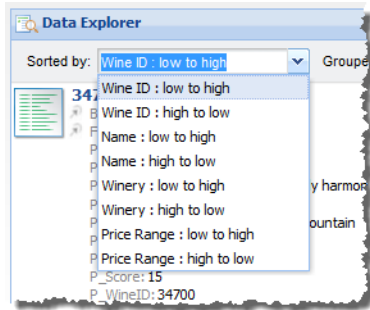 Data Explorer
Sorted by: Wine ID : low to high Groupe
Wine ID : low to high
Wine ID : high to low
Name : low to high
Name : high to low
Winery : low to high y harmon
Winery : high to low ountain
Price Range : low to high
Price Range : high to low
P_Score: 15
P_WineID: 34700